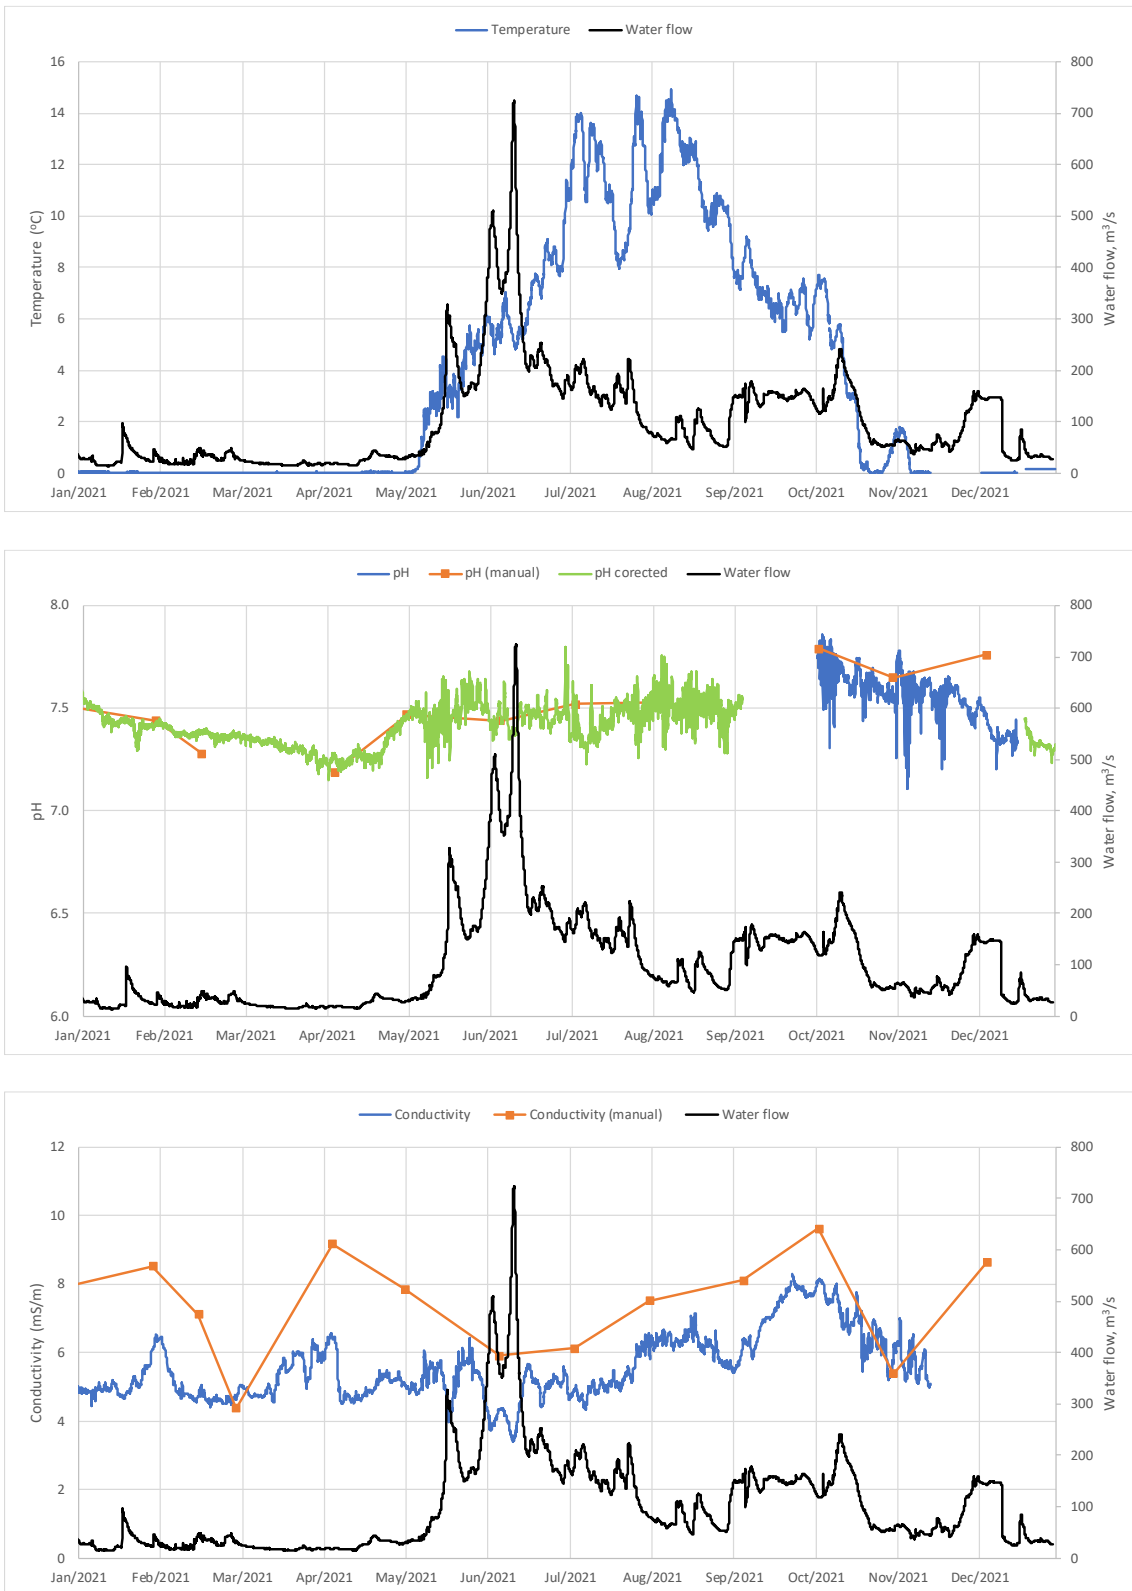 Temperature Water flow
16 800
14 700
12 600
10 500
8 400
6 300
4 200
2 100
0 0
Temperature (°C)
Water flow, m³/s
Jan/2021 Feb/2021 Mar/2021 Apr/2021 May/2021 Jun/2021 Jul/2021 Aug/2021 Sep/2021 Oct/2021 Nov/2021 Dec/2021
pH pH (manual) pH corected Water flow
8.0 800
700
7.5 600
500
7.0 400
300
6.5 200
100
6.0 0
pH
Water flow, m³/s
Jan/2021 Feb/2021 Mar/2021 Apr/2021 May/2021 Jun/2021 Jul/2021 Aug/2021 Sep/2021 Oct/2021 Nov/2021 Dec/2021
Conductivity Conductivity (manual) Water flow
12 800
700
10 600
8 500
6 400
300
4 200
2 100
0 0
Conductivity (mS/m)
Water flow, m³/s
Jan/2021 Feb/2021 Mar/2021 Apr/2021 May/2021 Jun/2021 Jul/2021 Aug/2021 Sep/2021 Oct/2021 Nov/2021 Dec/2021